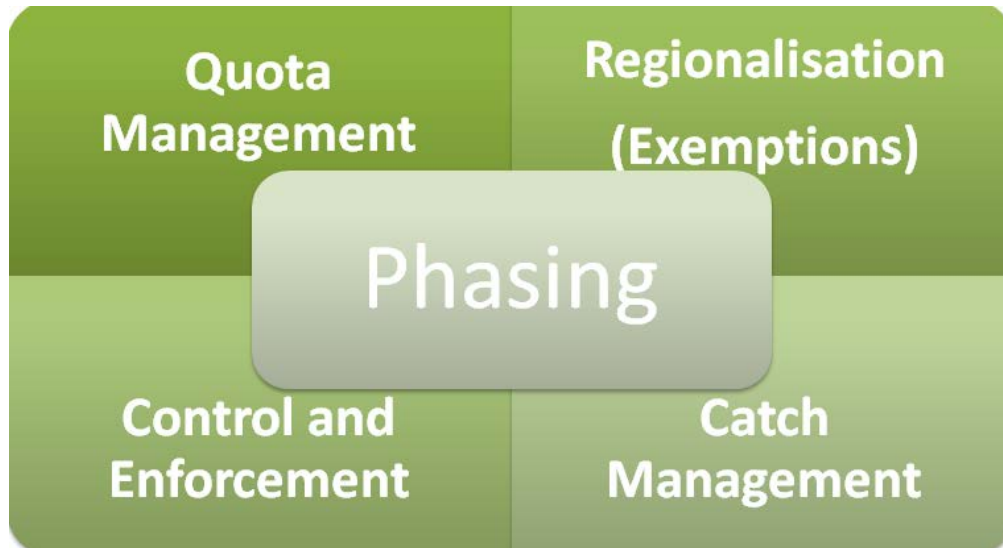 Quota
Management
Regionalisation
(Exemptions)
Phasing
Control and
Enforcement
Catch
Management